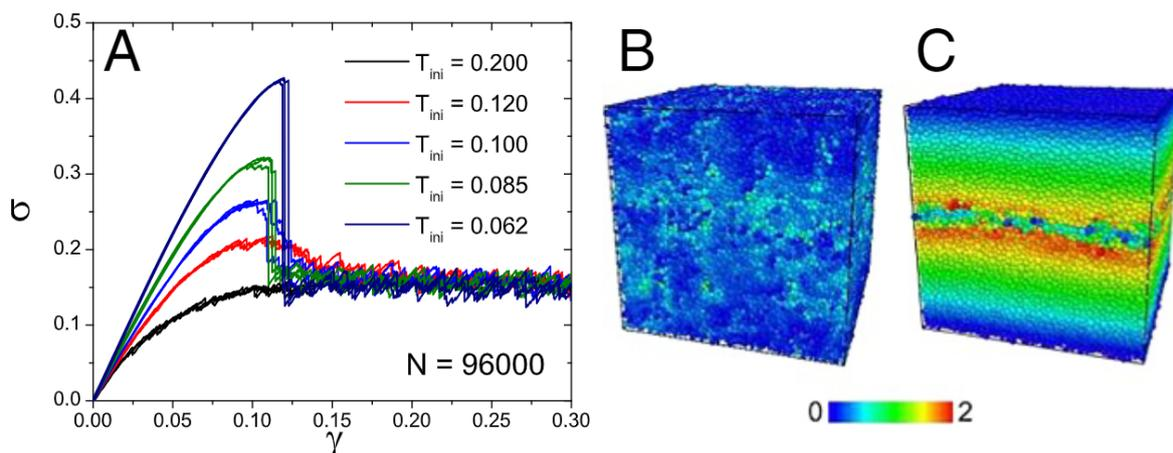 A
B
C
0.5
0.4
0.3
0.2
0.1
0.0
σ
T_ini = 0.200
T_ini = 0.120
T_ini = 0.100
T_ini = 0.085
T_ini = 0.062
N = 96000
0.00 0.05 0.10 0.15 0.20 0.25 0.30
γ
0 2